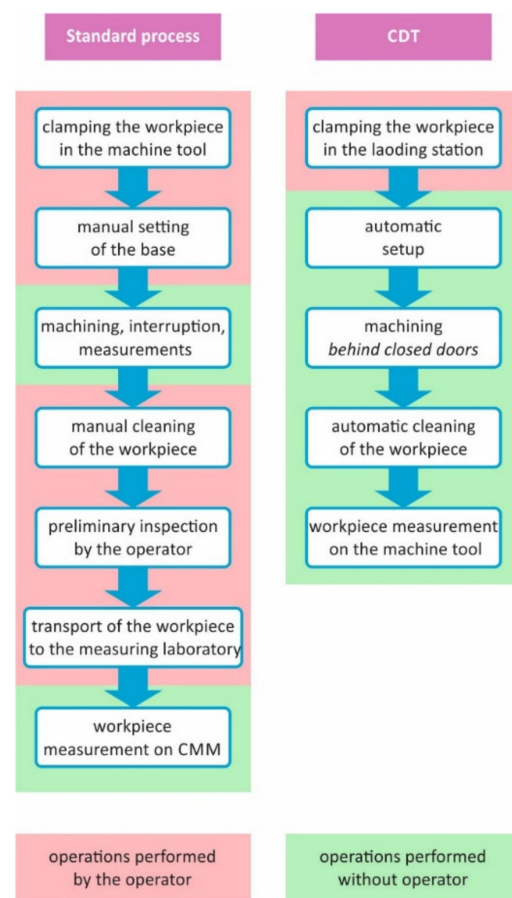 Standard process
clamping the workpiece
in the machine tool
manual setting
of the base
machining, interruption,
measurements
manual cleaning
of the workpiece
preliminary inspection
by the operator
transport of the workpiece
to the measuring laboratory
workpiece
measurement on CMM
operations performed
by the operator
CDT
clamping the workpiece
in the laoding station
automatic
setup
machining
behind closed doors
automatic cleaning
of the workpiece
workpiece measurement
on the machine tool
operations performed
without operator